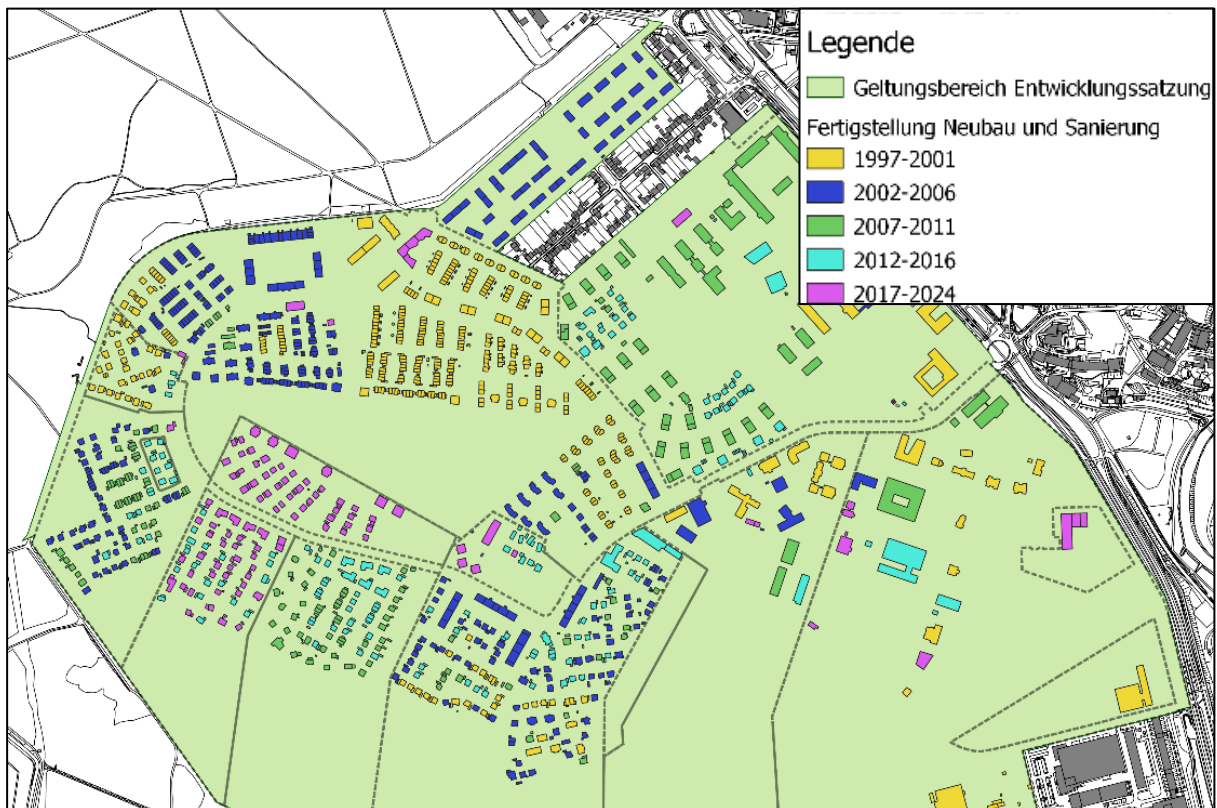 Legende
Geltungsbereich Entwicklungssatzung
Fertigstellung Neubau und Sanierung
1997-2001
2002-2006
2007-2011
2012-2016
2017-2024